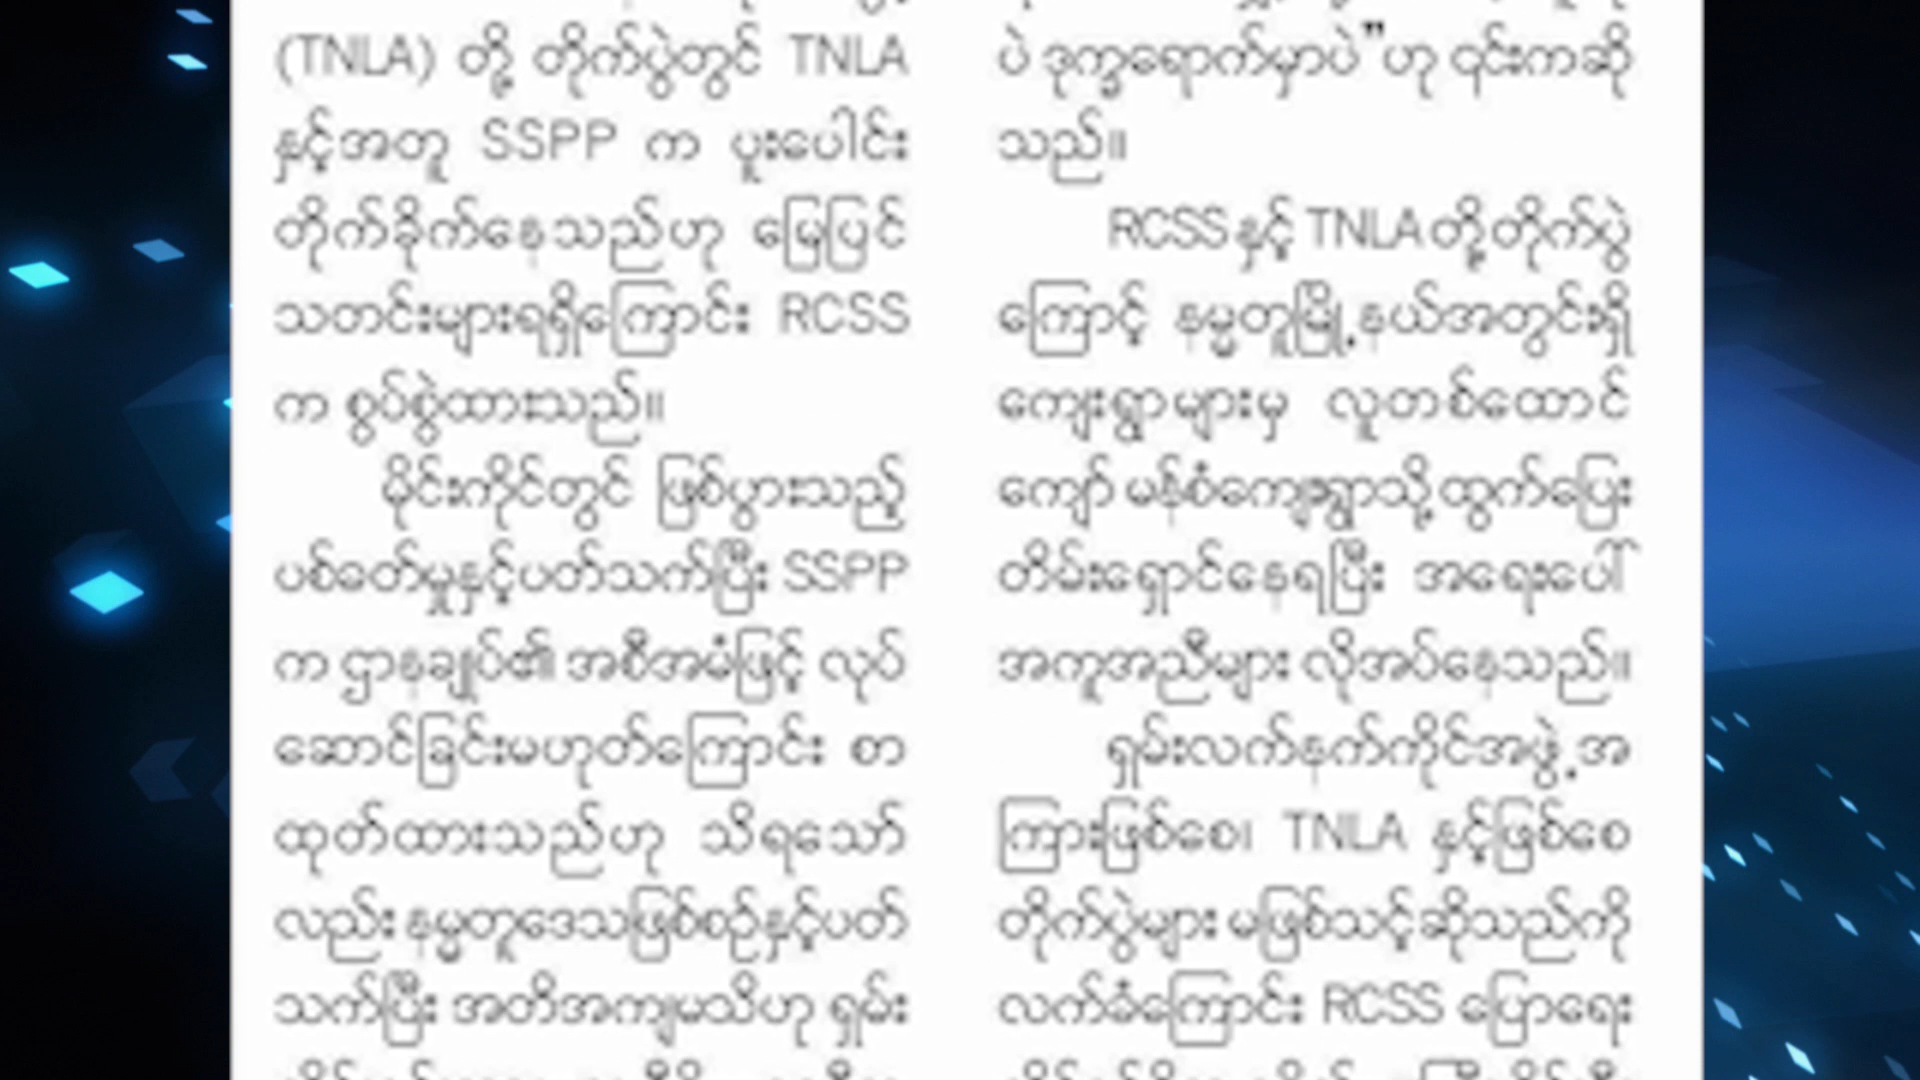 (TNLA) တို့ တိုက်ပွဲတွင် TNLA
နှင့်အတူ SSPP က ပူးပေါင်း
တိုက်ခိုက်နေသည်ဟု မြေပြင်
သတင်းများရရှိကြောင်း RCSS
က စွပ်စွဲထားသည်။
မိုင်းကိုင်တွင် ဖြစ်ပွားသည့်
ပစ်ခတ်မှုနှင့်ပတ်သက်ပြီး SSPP
က ဌာနချုပ်၏ အစီအမံဖြင့် လုပ်
ဆောင်ခြင်းမဟုတ်ကြောင်း စာ
ထုတ်ထားသည်ဟု သိရသော်
လည်း နမ္မတူဒေသဖြစ်စဉ်နှင့်ပတ်
သက်ပြီး အတိအကျမသိဟု ရှမ်း
ပဲ ဒုက္ခရောက်မှာပဲ”ဟု ၎င်းကဆို
သည်။
RCSS နှင့် TNLA တို့တိုက်ပွဲ
ကြောင့် နမ္မတူမြို့နယ်အတွင်းရှိ
ကျေးရွာများမှ လူတစ်ထောင်
ကျော် မန်စံကျေးရွာသို့ထွက်ပြေး
တိမ်းရှောင်နေရပြီး အရေးပေါ်
အကူအညီများ လိုအပ်နေသည်။
ရှမ်းလက်နက်ကိုင်အဖွဲ့အ
ကြားဖြစ်စေ၊ TNLA နှင့်ဖြစ်စေ
တိုက်ပွဲများ မဖြစ်သင့်ဆိုသည်ကို
လက်ခံကြောင်း RCSS ပြောရေး